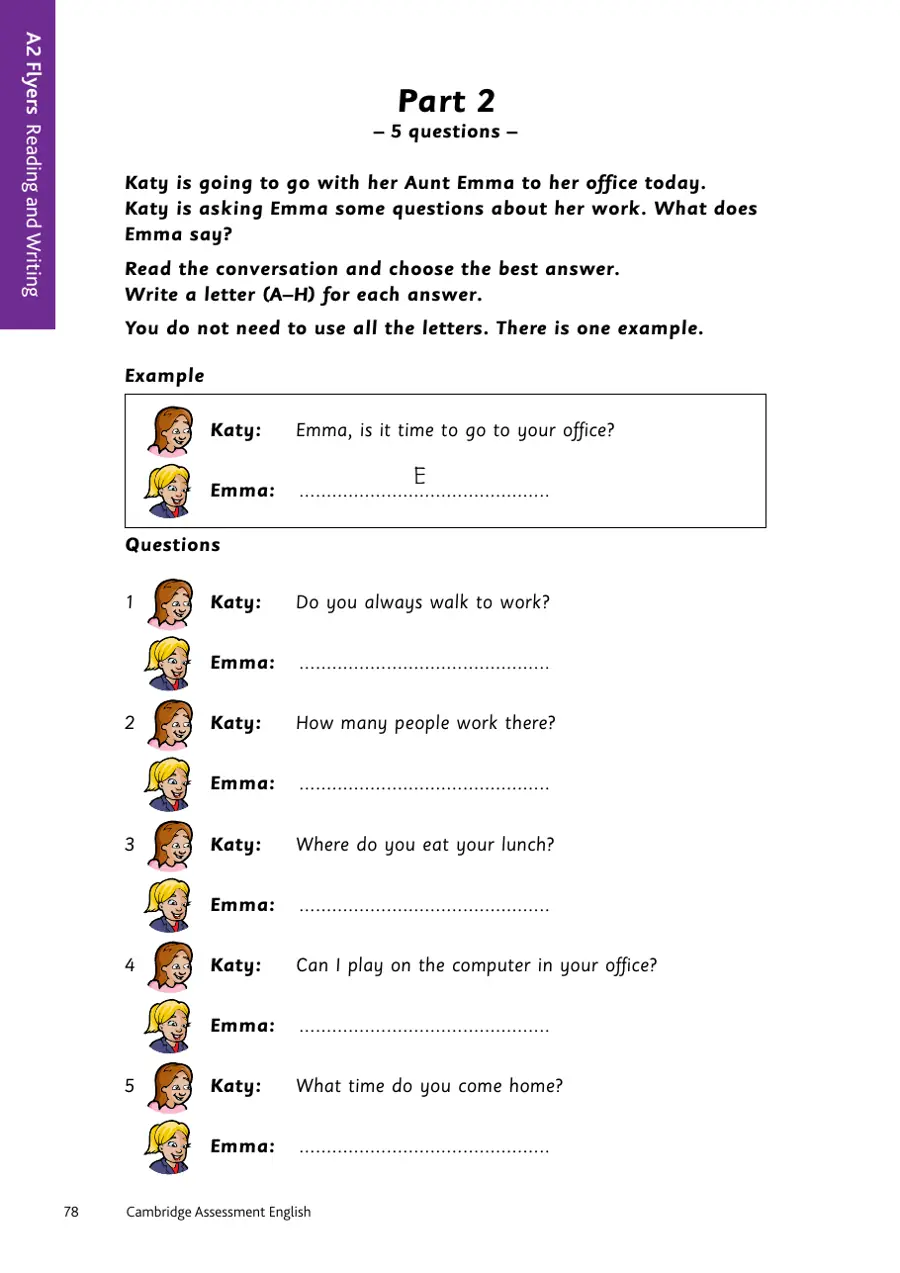 A2 Flyers Reading and Writing
Part 2
– 5 questions –
Katy is going to go with her Aunt Emma to her office today.
Katy is asking Emma some questions about her work. What does
Emma say?
Read the conversation and choose the best answer.
Write a letter (A–H) for each answer.
You do not need to use all the letters. There is one example.
Example
Katy: Emma, is it time to go to your office?
Emma: .............................................. E
Questions
1 Katy: Do you always walk to work?
Emma: ..............................................
2 Katy: How many people work there?
Emma: ..............................................
3 Katy: Where do you eat your lunch?
Emma: ..............................................
4 Katy: Can I play on the computer in your office?
Emma: ..............................................
5 Katy: What time do you come home?
Emma: ..............................................
78 Cambridge Assessment English